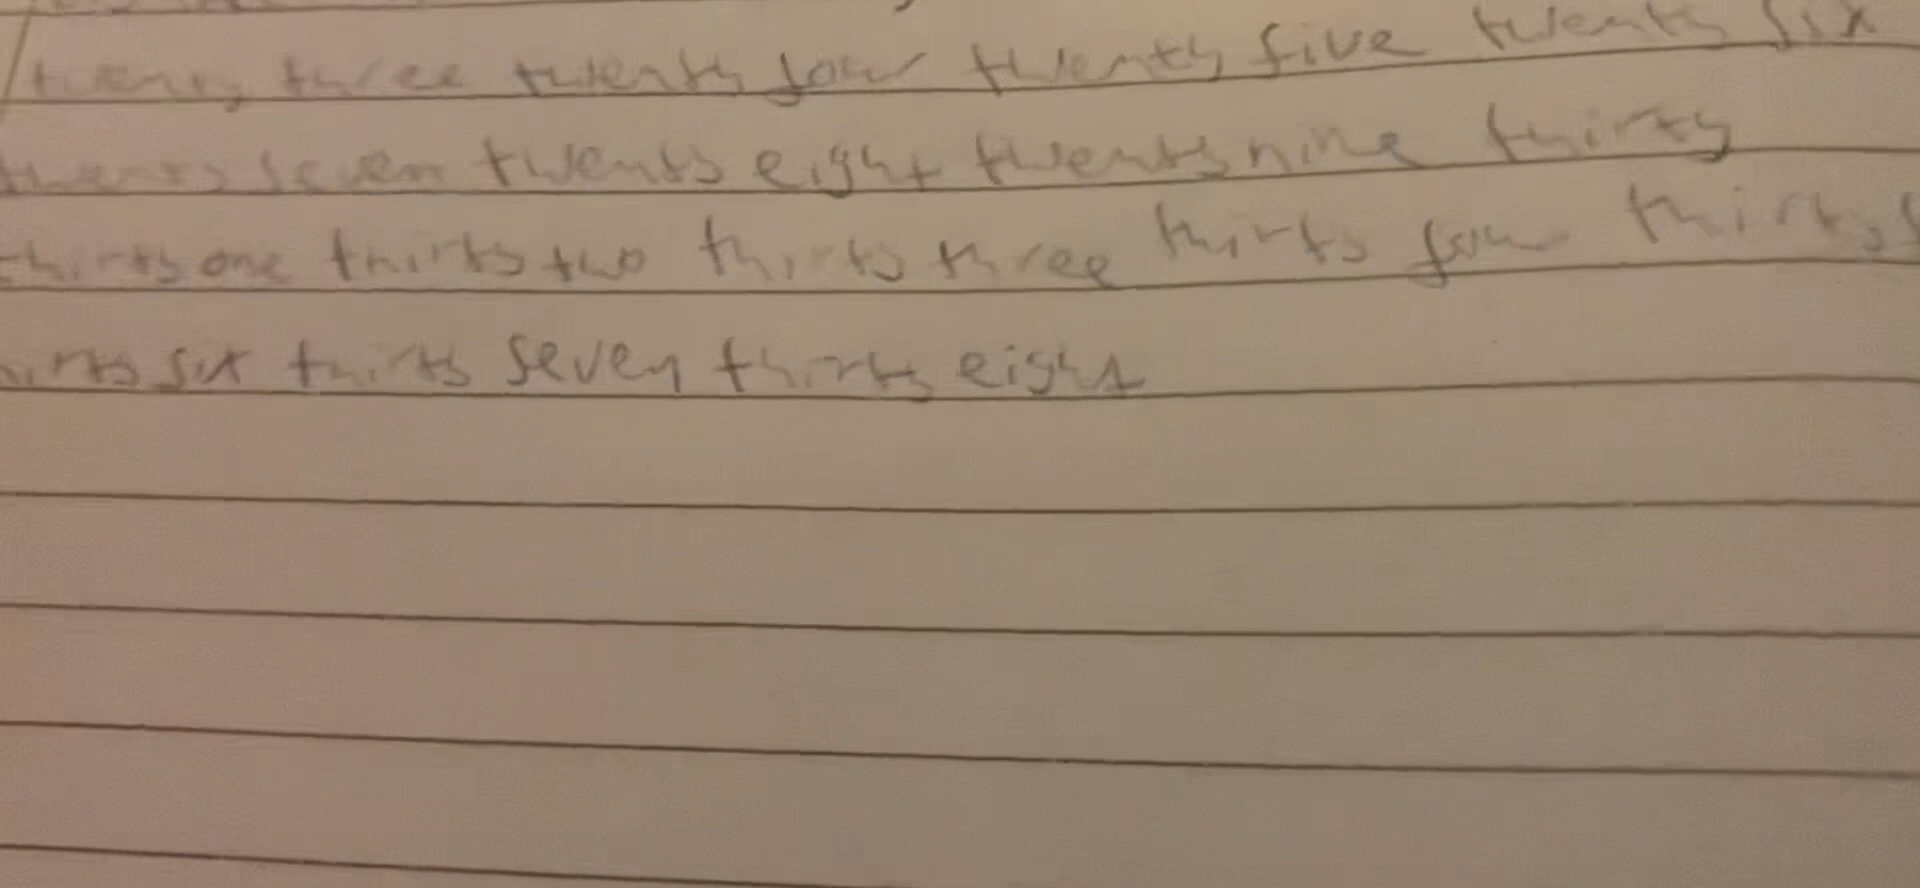 twenty three twenty four twenty five twenty six
twenty seven twenty eight twenty nine thirty
thirty one thirty two thirty three thirty four thirty
six thirty seven thirty eight